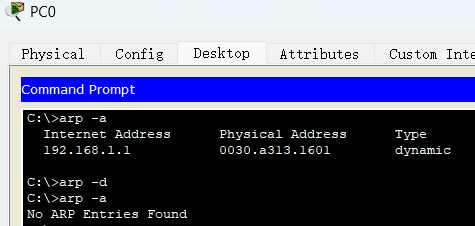 PC0
Physical Config Desktop Attributes Custom Inte
Command Prompt
C:\>arp -a
Internet Address Physical Address Type
192.168.1.1 0030.a313.1601 dynamic
C:\>arp -d
C:\>arp -a
No ARP Entries Found